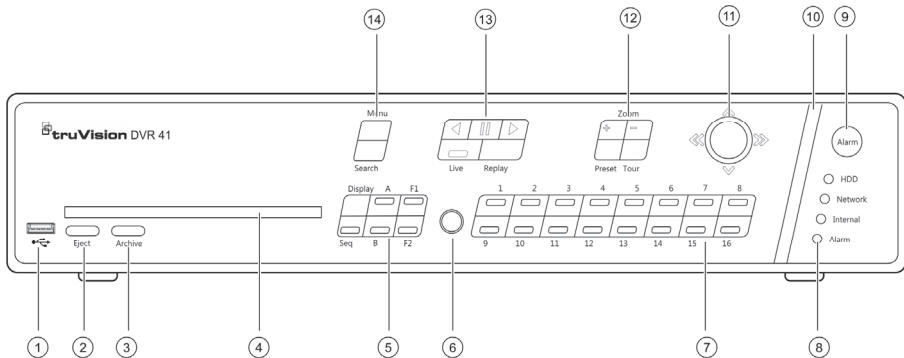 14 13 12 11 10 9
Menu
Search
Live Replay
Zoom
+ −
Preset Tour
Alarm
truVision DVR 41
HDD
Network
Internal
Alarm
Display A F1
Seq B F2
1 2 3 4 5 6 7 8
9 10 11 12 13 14 15 16
Eject Archive
1 2 3 4 5 6 7 8